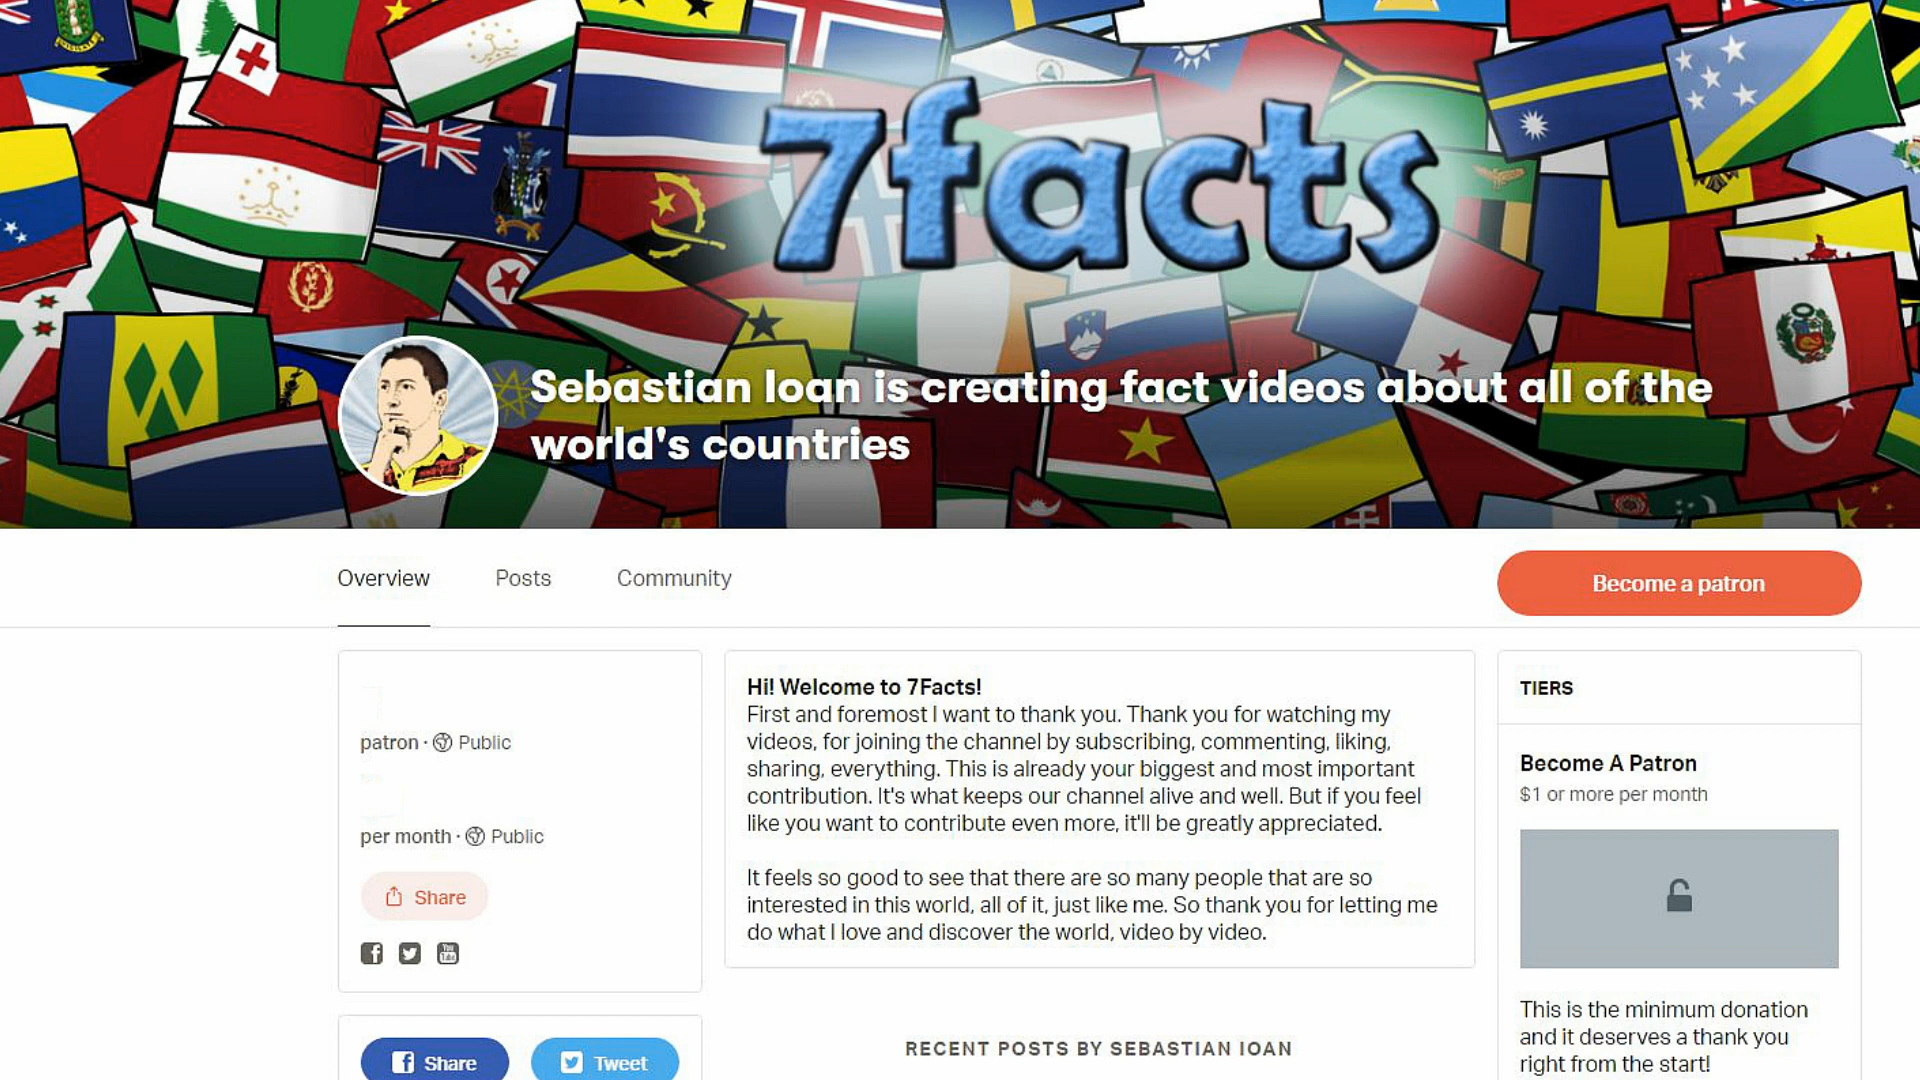 7facts
Sebastian Ioan is creating fact videos about all of the
world's countries
Overview
Posts
Community
Become a patron
patron · Public
per month · Public
Share
Share
Tweet
Hi! Welcome to 7Facts!
First and foremost I want to thank you. Thank you for watching my
videos, for joining the channel by subscribing, commenting, liking,
sharing, everything. This is already your biggest and most important
contribution. It's what keeps our channel alive and well. But if you feel
like you want to contribute even more, it'll be greatly appreciated.
It feels so good to see that there are so many people that are so
interested in this world, all of it, just like me. So thank you for letting me
do what I love and discover the world, video by video.
RECENT POSTS BY SEBASTIAN IOAN
TIERS
Become A Patron
$1 or more per month
This is the minimum donation
and it deserves a thank you
right from the start!